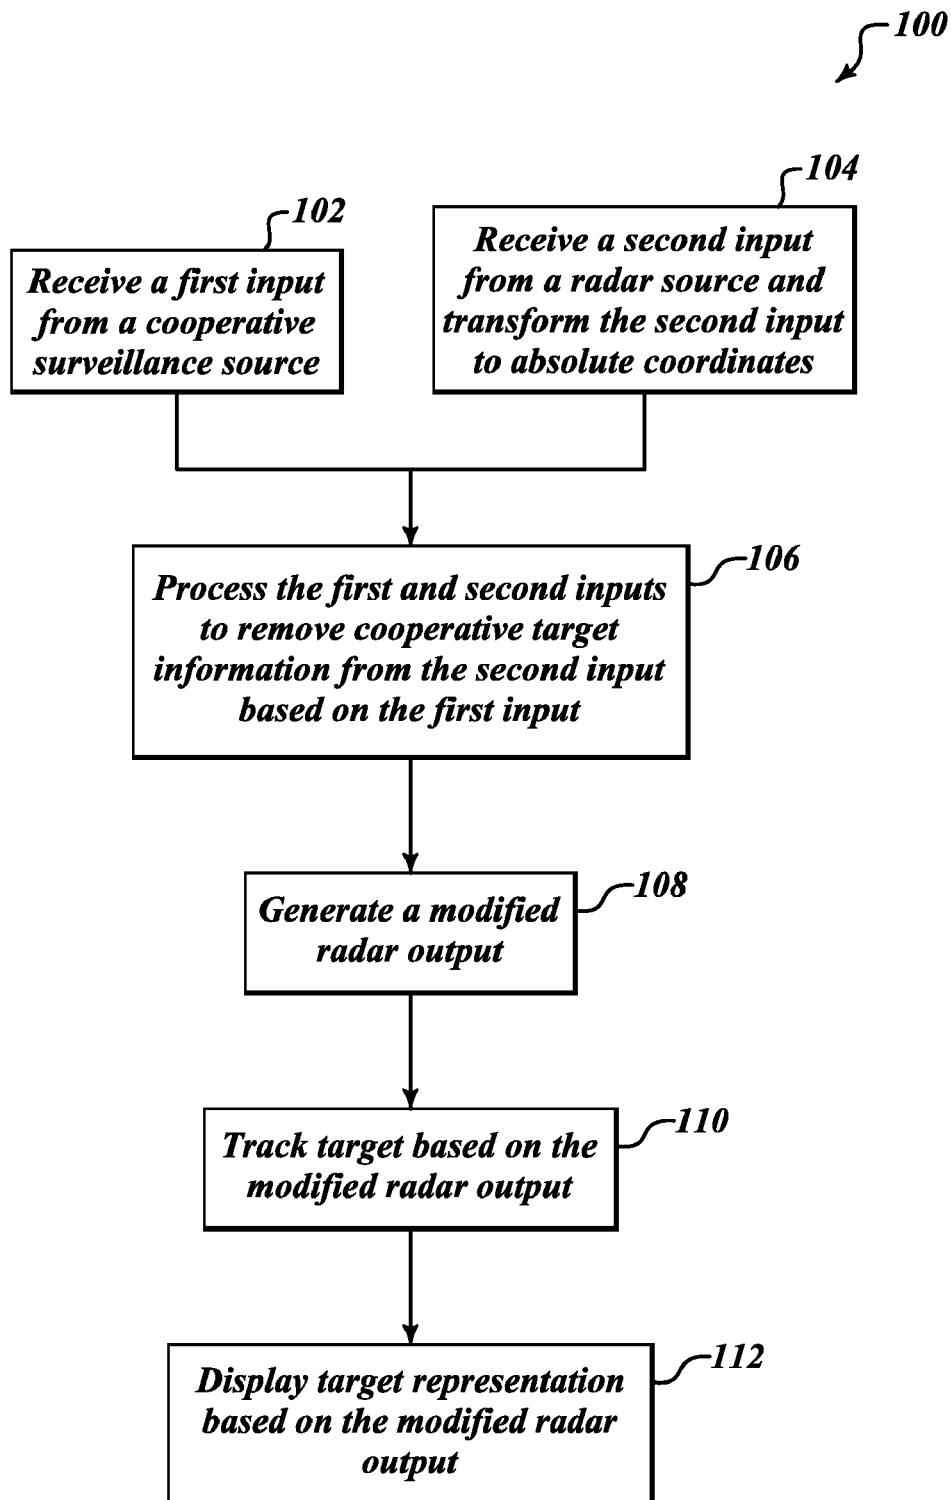 100
102
Receive a first input
from a cooperative
surveillance source
104
Receive a second input
from a radar source and
transform the second input
to absolute coordinates
106
Process the first and second inputs
to remove cooperative target
information from the second input
based on the first input
108
Generate a modified
radar output
110
Track target based on the
modified radar output
112
Display target representation
based on the modified radar
output